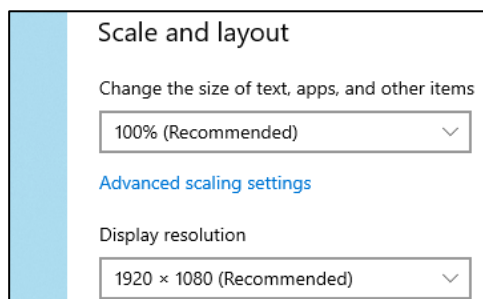 Scale and layout
Change the size of text, apps, and other items
100% (Recommended)
Advanced scaling settings
Display resolution
1920 × 1080 (Recommended)